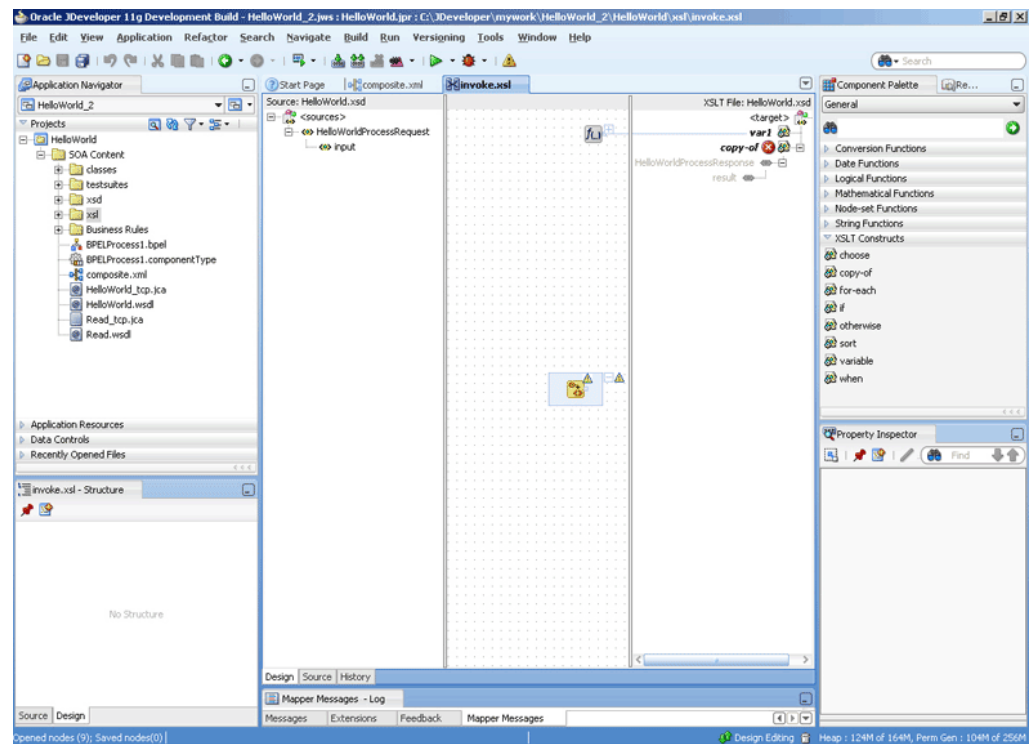 Oracle JDeveloper 11g Development Build - HelloWorld_2.jws : HelloWorld.jpr : C:\JDeveloper\mywork\HelloWorld_2\HelloWorld\xsl\invoke.xsl
File Edit View Application Refactor Search Navigate Build Run Versioning Tools Window Help
Search
Application Navigator
HelloWorld_2
Projects
HelloWorld
SOA Content
classes
testsuites
xsd
xsl
Business Rules
BPELProcess1.bpel
BPELProcess1.componentType
composite.xml
HelloWorld_tcp.jca
HelloWorld.wsdl
Read_tcp.jca
Read.wsdl
Application Resources
Data Controls
Recently Opened Files
invoke.xsl - Structure
No Structure
Source Design
Start Page composite.xml invoke.xsl
Source: HelloWorld.xsd XSLT File: HelloWorld.xsd
<sources>
HelloWorldProcessRequest
input
<target>
var1
copy-of
HelloWorldProcessResponse
result
Design Source History
Mapper Messages - Log
Messages Extensions Feedback Mapper Messages
Component Palette Re...
General
Conversion Functions
Date Functions
Logical Functions
Mathematical Functions
Node-set Functions
String Functions
XSLT Constructs
choose
copy-of
for-each
if
otherwise
sort
variable
when
Property Inspector
Find
Opened nodes (9); Saved nodes(0) Design Editing Heap : 124M of 164M, Perm Gen : 104M of 256M